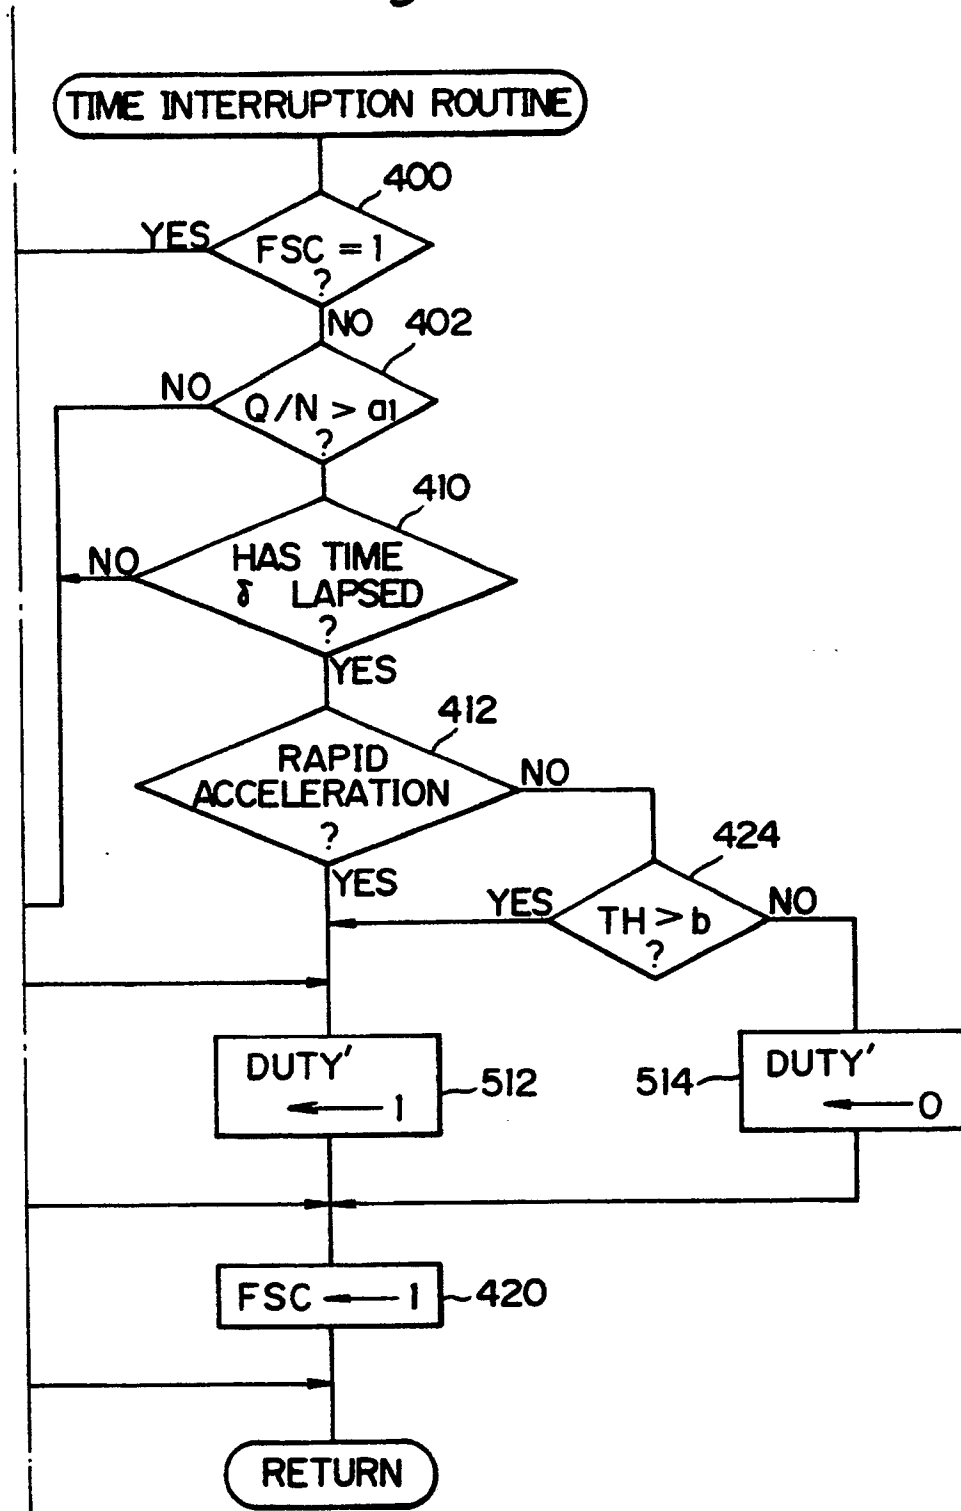 TIME INTERRUPTION ROUTINE
400
YES
FSC = 1
?
NO
402
NO
Q/N > a1
?
410
NO
HAS TIME
δ LAPSED
?
YES
412
RAPID
ACCELERATION
?
NO
YES
424
YES
TH > b
?
NO
DUTY'
← 1
512
514
DUTY'
← 0
FSC ← 1
420
RETURN